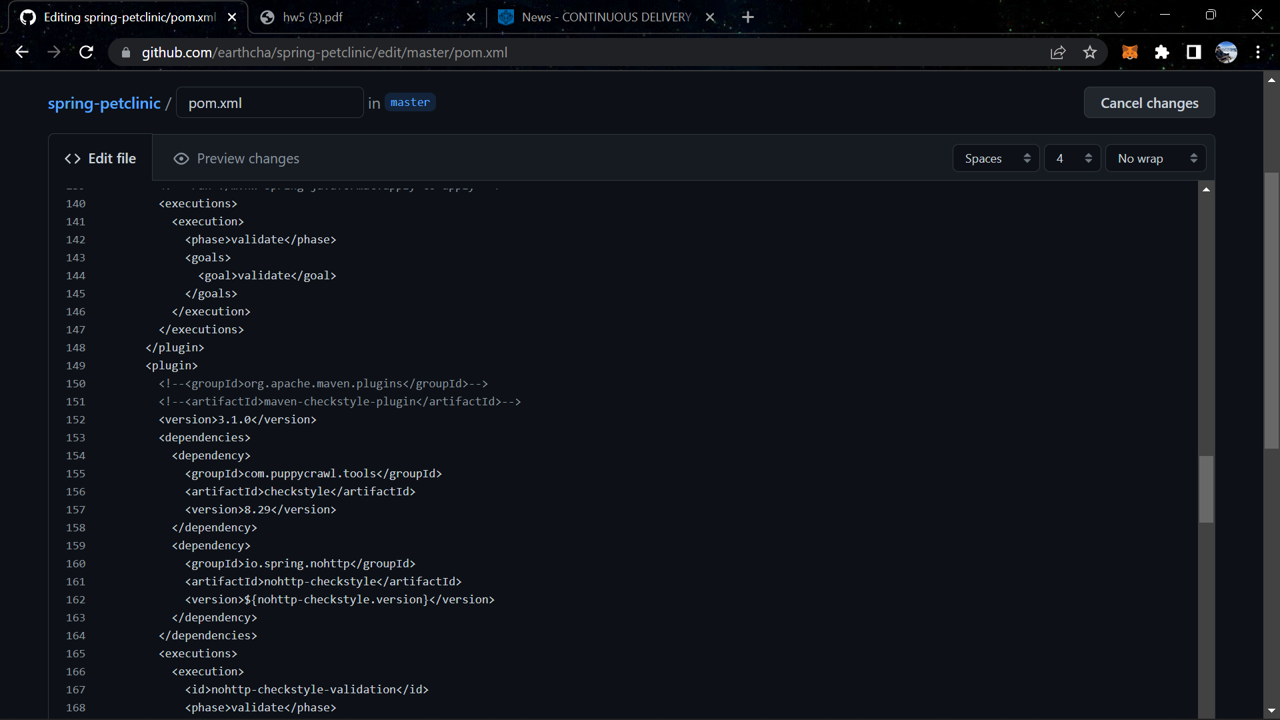 Editing spring-petclinic/pom.xml
hw5 (3).pdf
News - CONTINUOUS DELIVERY
github.com/earthcha/spring-petclinic/edit/master/pom.xml
spring-petclinic / pom.xml in master
Cancel changes
<> Edit file
Preview changes
Spaces
4
No wrap
140 <executions>
141 <execution>
142 <phase>validate</phase>
143 <goals>
144 <goal>validate</goal>
145 </goals>
146 </execution>
147 </executions>
148 </plugin>
149 <plugin>
150 <!--<groupId>org.apache.maven.plugins</groupId>-->
151 <!--<artifactId>maven-checkstyle-plugin</artifactId>-->
152 <version>3.1.0</version>
153 <dependencies>
154 <dependency>
155 <groupId>com.puppycrawl.tools</groupId>
156 <artifactId>checkstyle</artifactId>
157 <version>8.29</version>
158 </dependency>
159 <dependency>
160 <groupId>io.spring.nohttp</groupId>
161 <artifactId>nohttp-checkstyle</artifactId>
162 <version>${nohttp-checkstyle.version}</version>
163 </dependency>
164 </dependencies>
165 <executions>
166 <execution>
167 <id>nohttp-checkstyle-validation</id>
168 <phase>validate</phase>